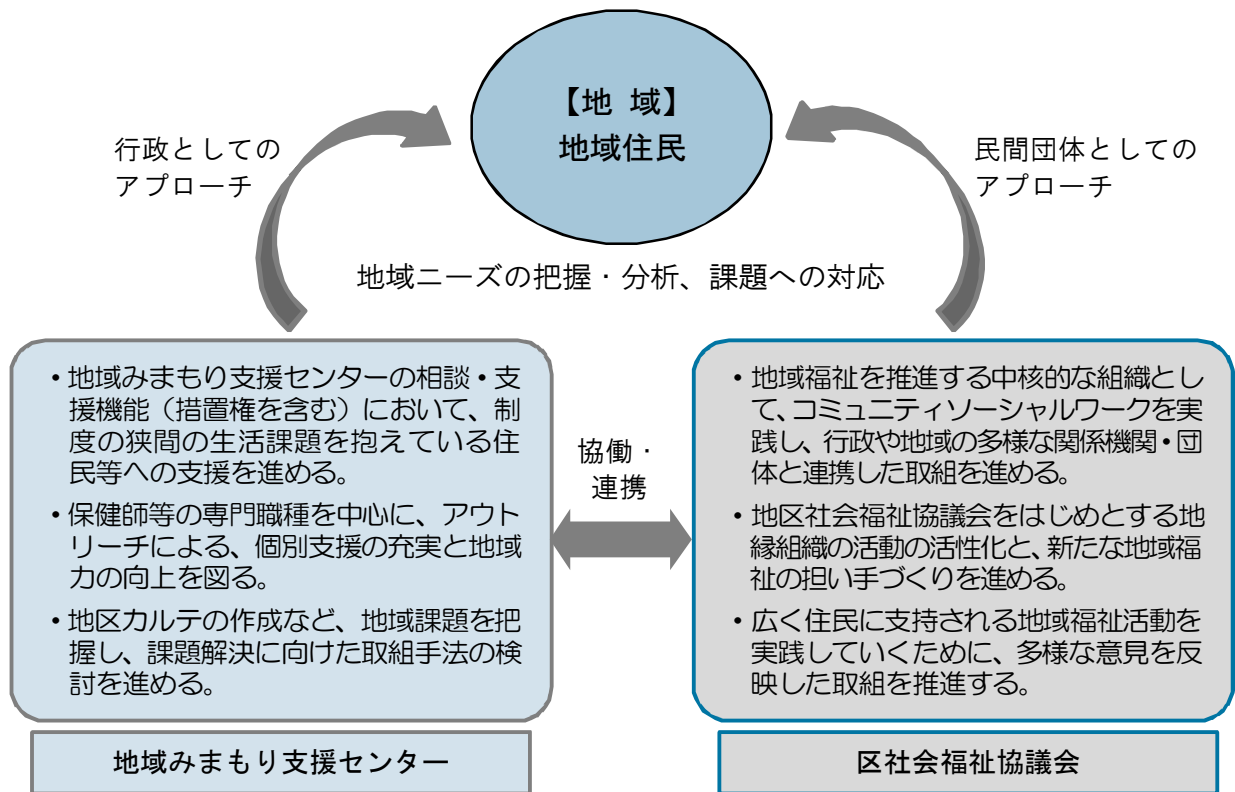 【地 域】
地域住民
行政としての
アプローチ
民間団体としての
アプローチ
地域ニーズの把握・分析、課題への対応
・地域みまもり支援センターの相談・支
援機能（措置権を含む）において、制
度の狭間の生活課題を抱えている住
民等への支援を進める。
・保健師等の専門職種を中心に、アウト
リーチによる、個別支援の充実と地域
力の向上を図る。
・地区カルテの作成など、地域課題を把
握し、課題解決に向けた取組手法の検
討を進める。
協働・
連携
・地域福祉を推進する中核的な組織とし
て、コミュニティソーシャルワークを実
践し、行政や地域の多様な関係機関・団
体と連携した取組を進める。
・地区社会福祉協議会をはじめとする地
縁組織の活動の活性化と、新たな地域福
祉の担い手づくりを進める。
・広く住民に支持される地域福祉活動を
実践していくために、多様な意見を反
映した取組を推進する。
地域みまもり支援センター
区社会福祉協議会